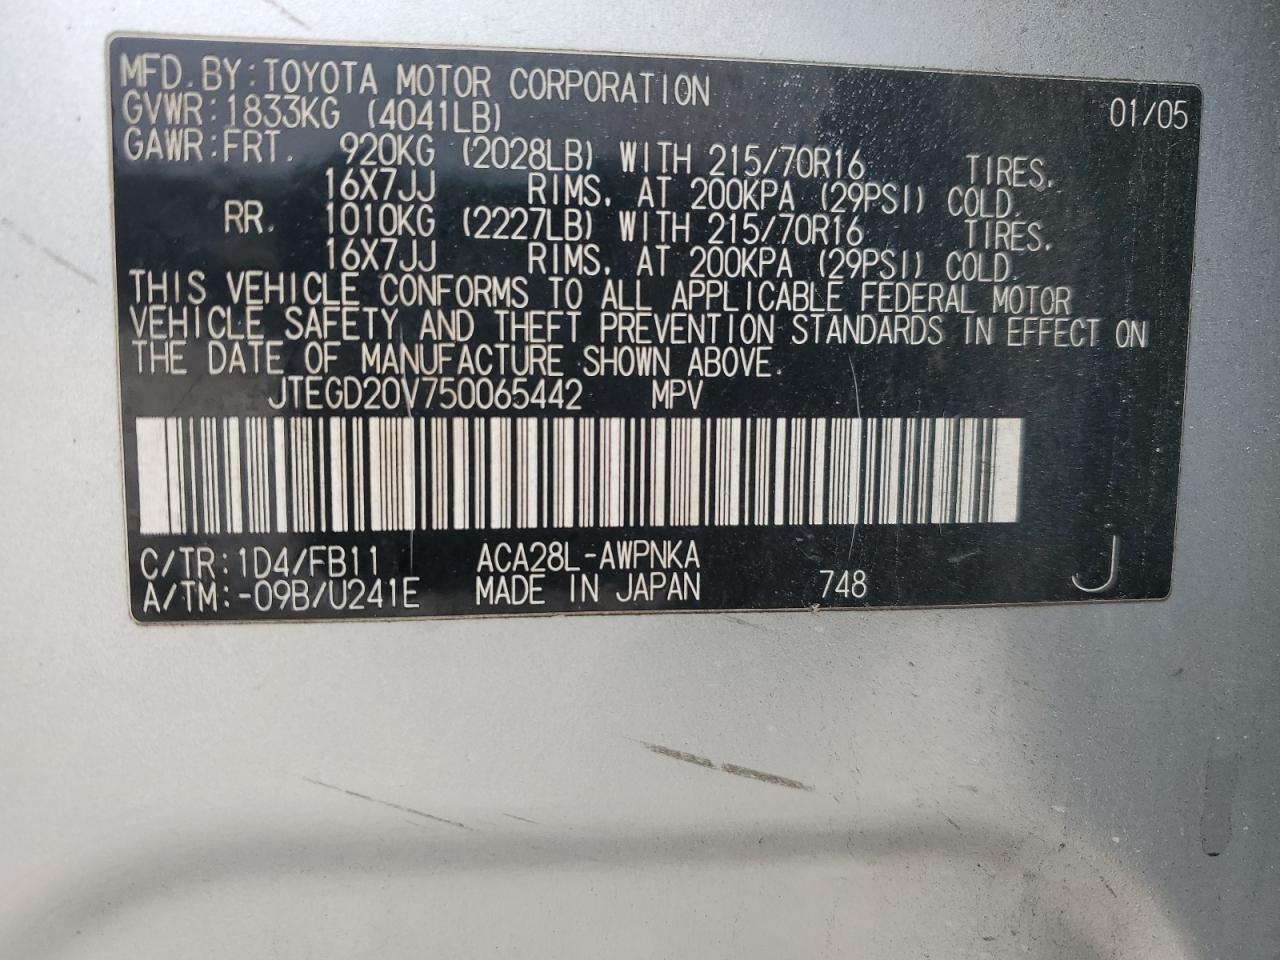 MFD. BY: TOYOTA MOTOR CORPORATION 01/05
GVWR: 1833KG (4041LB)
GAWR: FRT. 920KG (2028LB) WITH 215/70R16 TIRES,
16X7JJ RIMS, AT 200KPA (29PSI) COLD.
RR. 1010KG (2227LB) WITH 215/70R16 TIRES,
16X7JJ RIMS, AT 200KPA (29PSI) COLD.
THIS VEHICLE CONFORMS TO ALL APPLICABLE FEDERAL MOTOR
VEHICLE SAFETY AND THEFT PREVENTION STANDARDS IN EFFECT ON
THE DATE OF MANUFACTURE SHOWN ABOVE.
JTEGD20V750065442 MPV
C/TR: 1D4/FB11 ACA28L-AWPNKA
A/TM: -09B/U241E MADE IN JAPAN 748 J